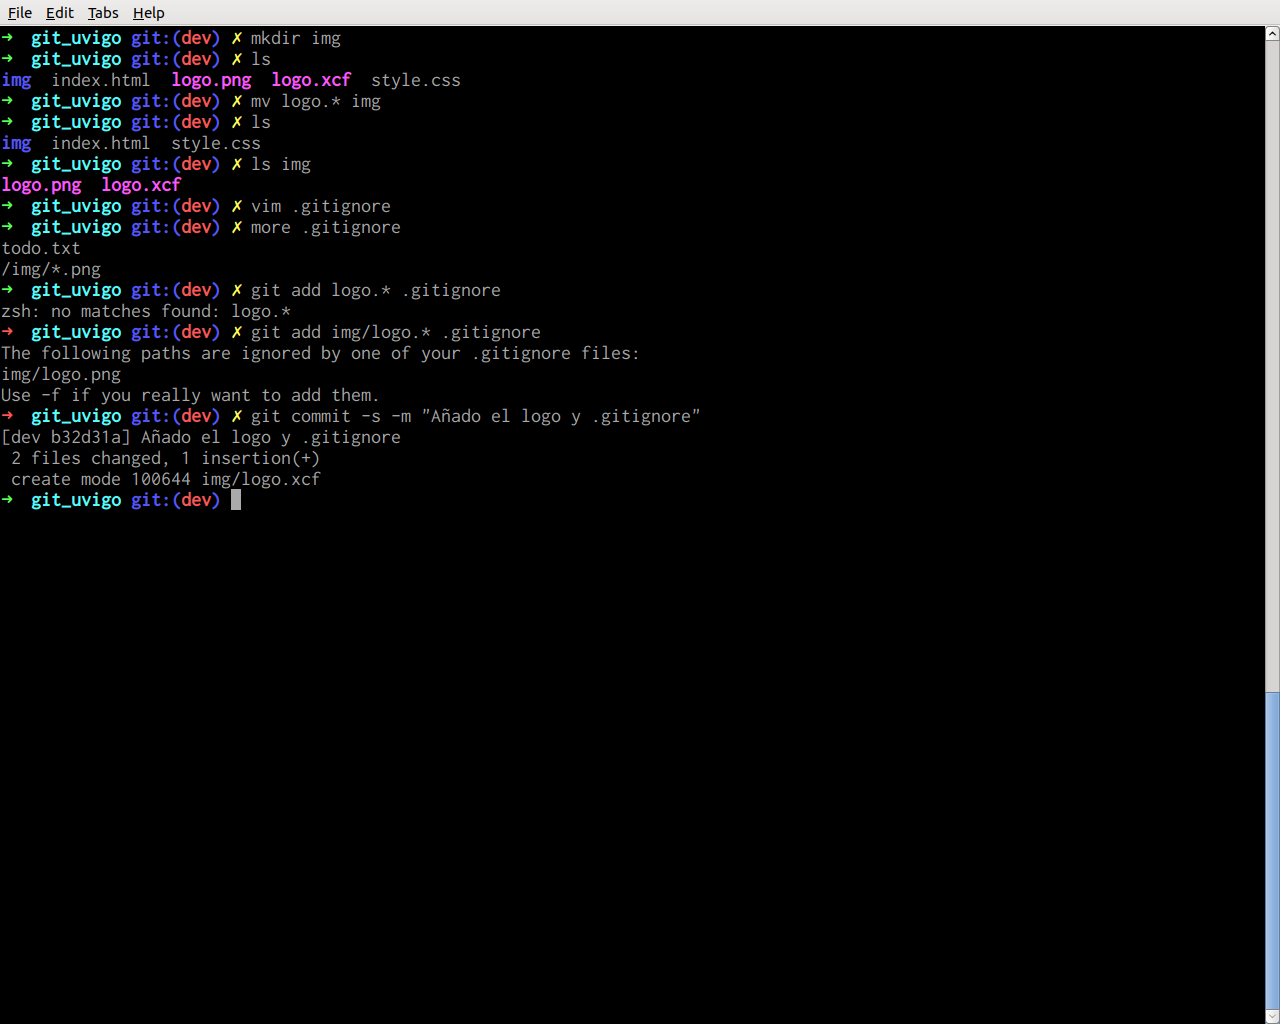 File Edit Tabs Help
➜  git_uvigo git:(dev) ✗ mkdir img
➜  git_uvigo git:(dev) ✗ ls
img  index.html  logo.png  logo.xcf  style.css
➜  git_uvigo git:(dev) ✗ mv logo.* img
➜  git_uvigo git:(dev) ✗ ls
img  index.html  style.css
➜  git_uvigo git:(dev) ✗ ls img
logo.png  logo.xcf
➜  git_uvigo git:(dev) ✗ vim .gitignore
➜  git_uvigo git:(dev) ✗ more .gitignore
todo.txt
/img/*.png
➜  git_uvigo git:(dev) ✗ git add logo.* .gitignore
zsh: no matches found: logo.*
➜  git_uvigo git:(dev) ✗ git add img/logo.* .gitignore
The following paths are ignored by one of your .gitignore files:
img/logo.png
Use -f if you really want to add them.
➜  git_uvigo git:(dev) ✗ git commit -s -m "Añado el logo y .gitignore"
[dev b32d31a] Añado el logo y .gitignore
 2 files changed, 1 insertion(+)
 create mode 100644 img/logo.xcf
➜  git_uvigo git:(dev)